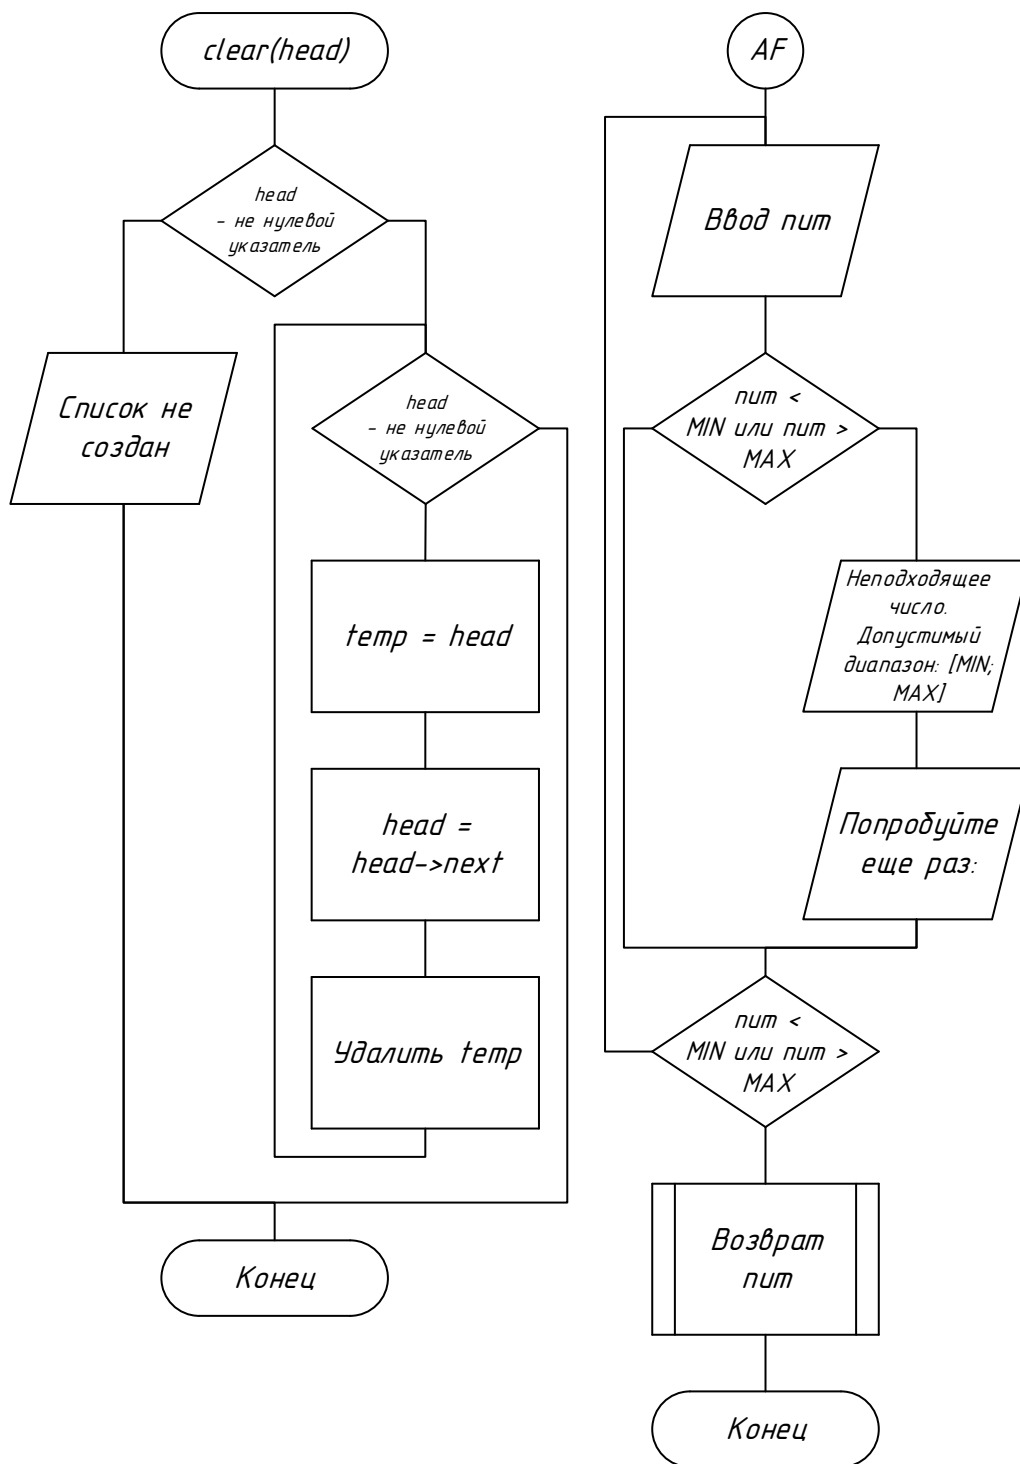 clear(head)
head
- не нулевой
указатель
Список не
создан
head
- не нулевой
указатель
temp = head
head =
head->next
Удалить temp
Конец
AF
Ввод num
num <
MIN или num >
MAX
Неподходящее
число.
Допустимый
диапазон: [MIN;
MAX]
Попробуйте
еще раз:
num <
MIN или num >
MAX
Возврат
num
Конец